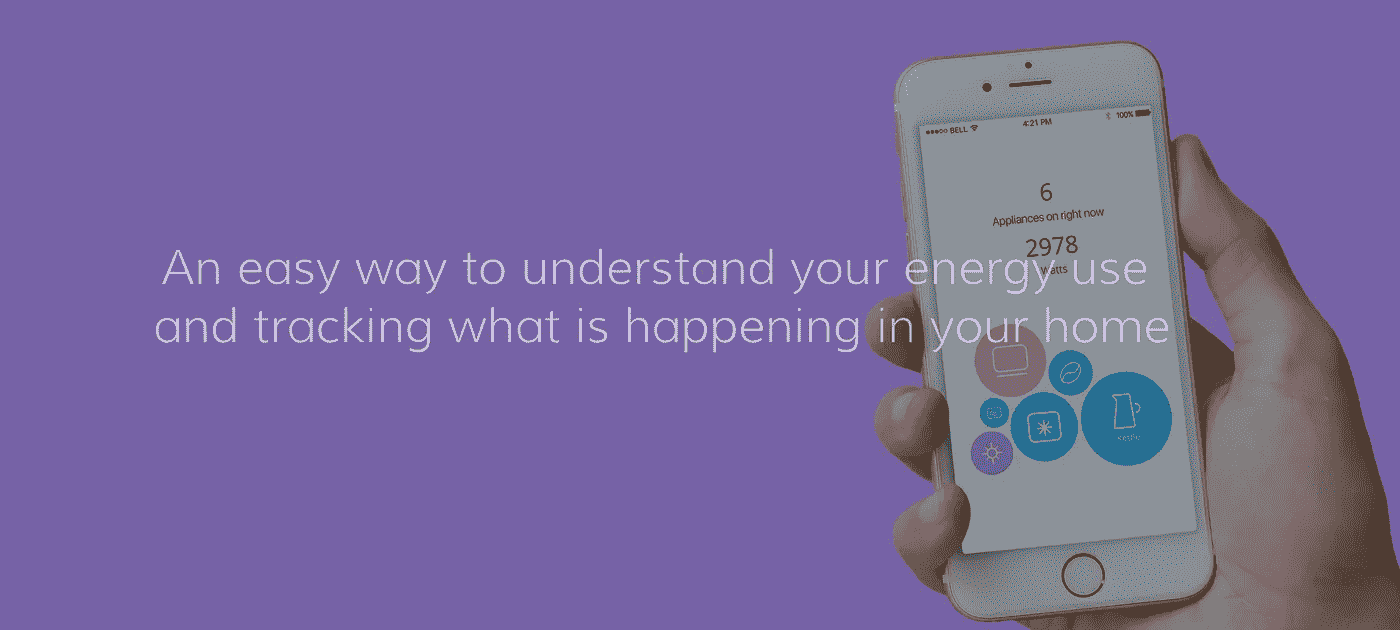 BELL 4:21 PM 100%
6
Appliances on right now
2978
Watts
An easy way to understand your energy use
and tracking what is happening in your home